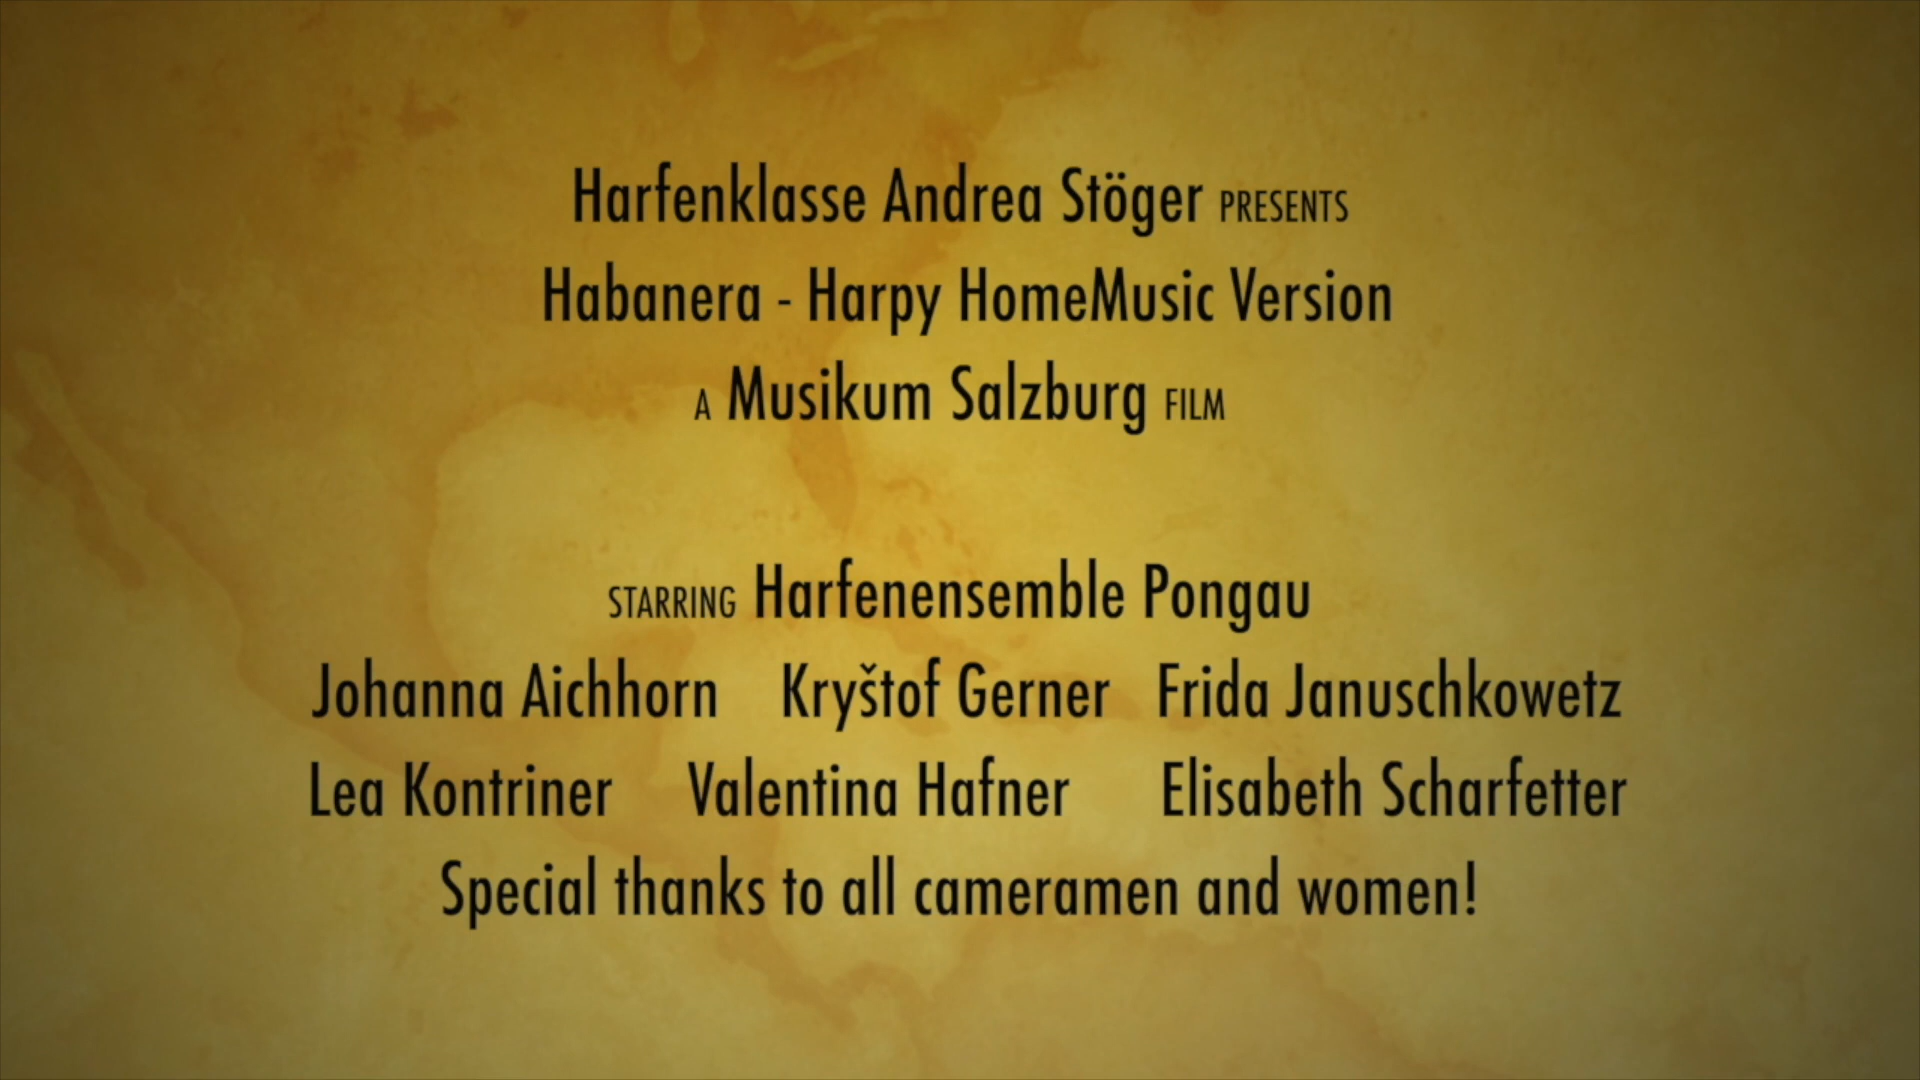 Harfenklasse Andrea Stöger PRESENTS
Habanera - Harpy HomeMusic Version
A Musikum Salzburg FILM
STARRING Harfenensemble Pongau
Johanna Aichhorn Kryštof Gerner Frida Januschkowetz
Lea Kontriner Valentina Hafner Elisabeth Scharfetter
Special thanks to all cameramen and women!